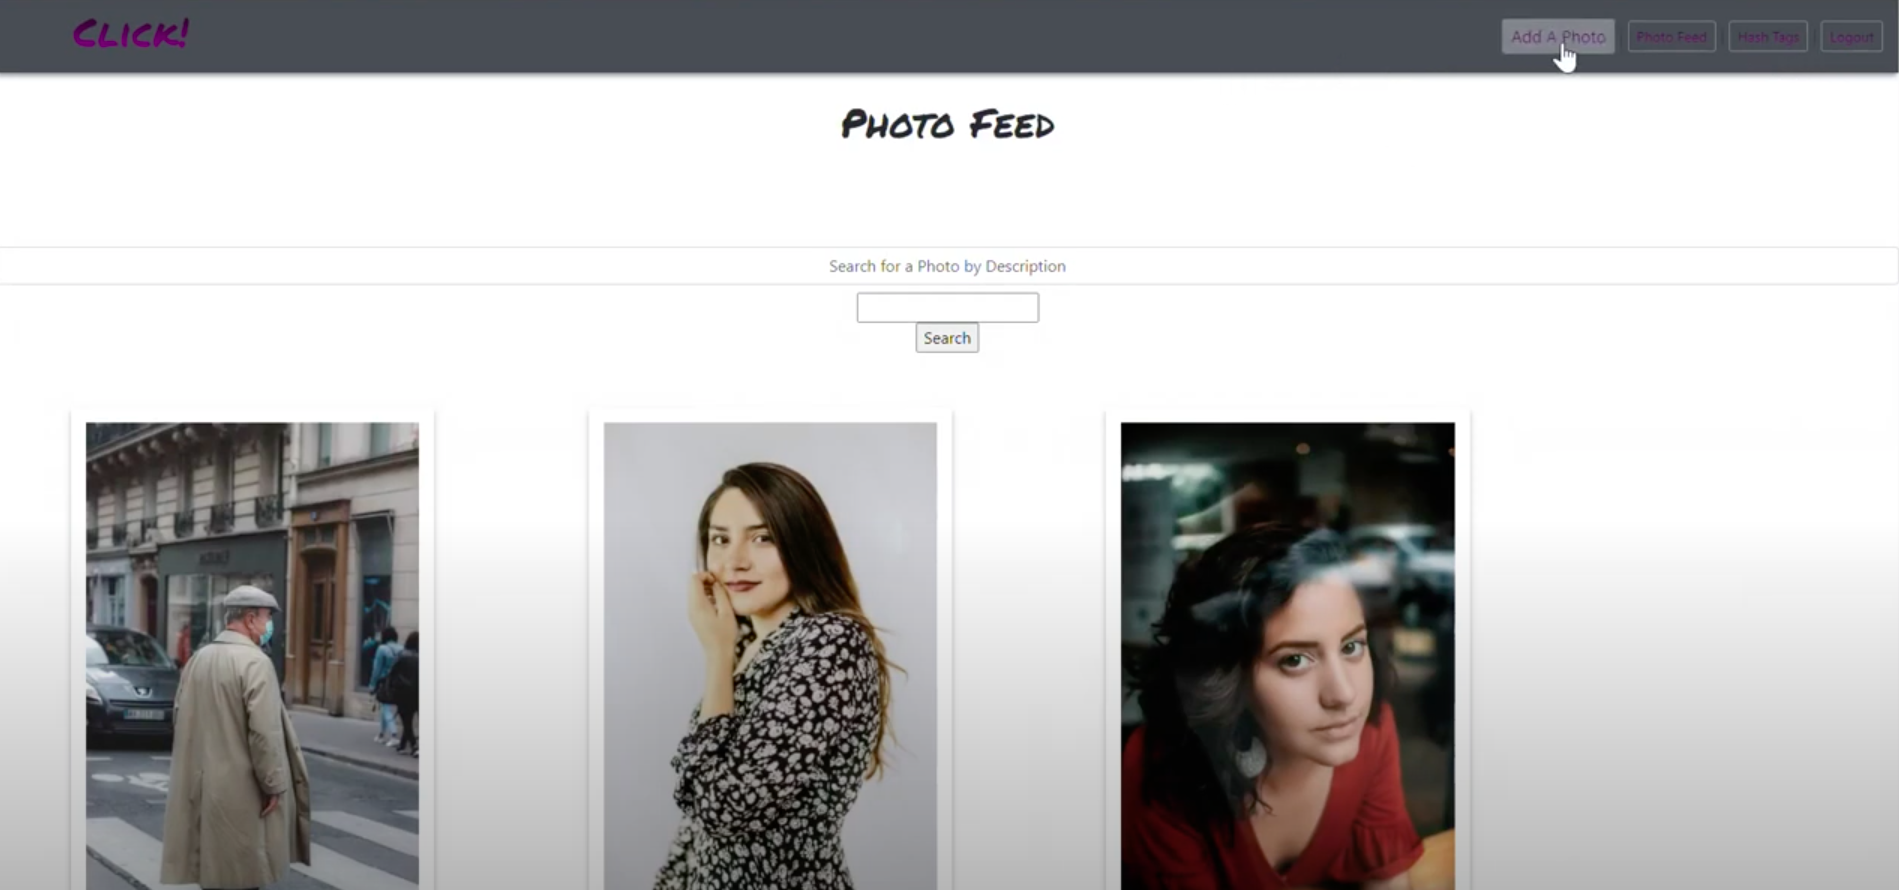 Click!
Add A Photo
Photo Feed
Hash Tags
Logout
Photo Feed
Search for a Photo by Description
Search